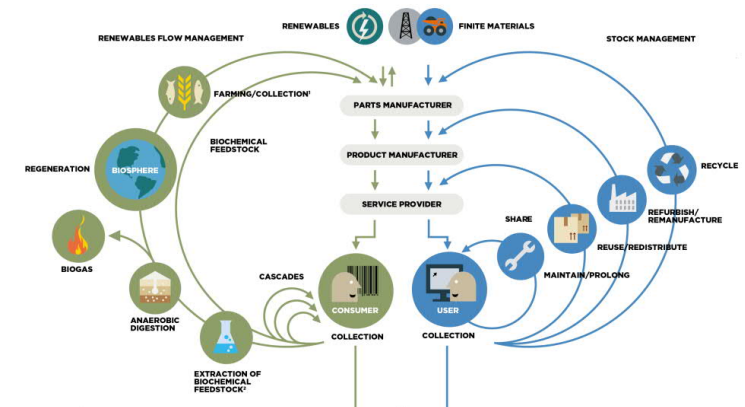 RENEWABLES
FINITE MATERIALS
RENEWABLES FLOW MANAGEMENT
STOCK MANAGEMENT
FARMING/COLLECTION¹
PARTS MANUFACTURER
BIOCHEMICAL
FEEDSTOCK
PRODUCT MANUFACTURER
REGENERATION
BIOSPHERE
RECYCLE
SERVICE PROVIDER
REFURBISH/
REMANUFACTURE
SHARE
REUSE/REDISTRIBUTE
BIOGAS
CASCADES
MAINTAIN/PROLONG
ANAEROBIC
DIGESTION
CONSUMER
USER
COLLECTION
COLLECTION
EXTRACTION OF
BIOCHEMICAL
FEEDSTOCK²